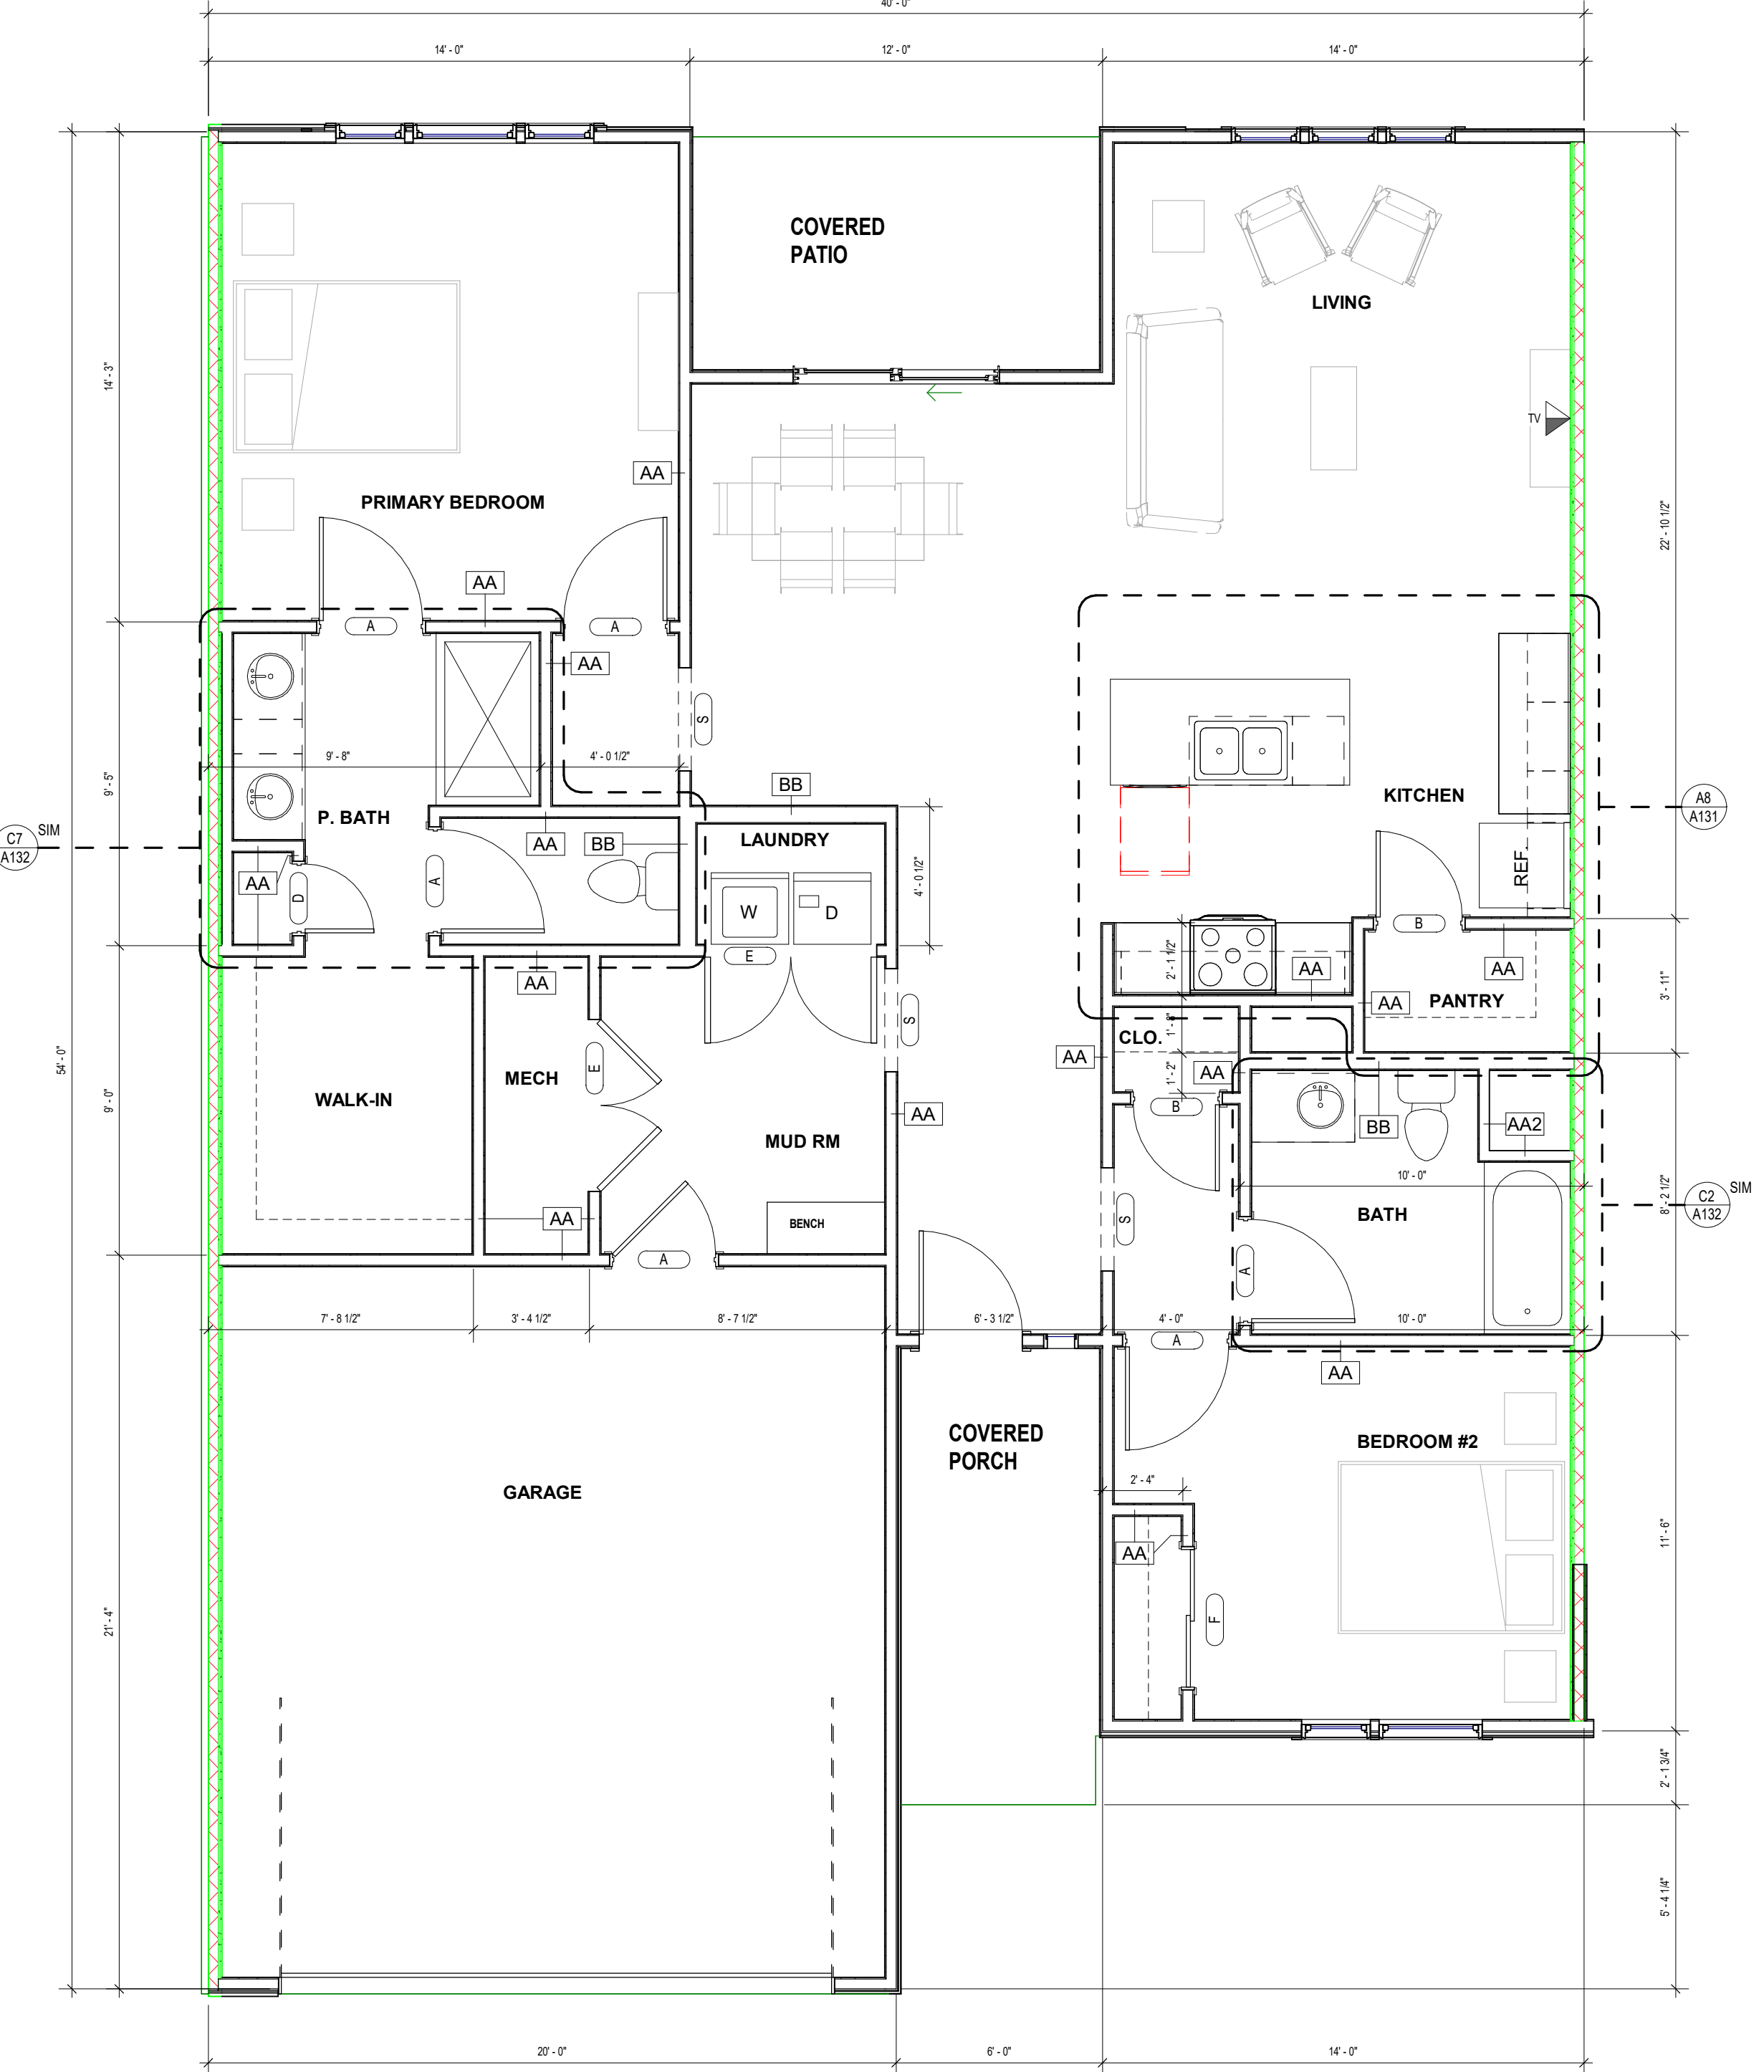 40' - 0"
14' - 0"
12' - 0"
14' - 0"
COVERED
PATIO
LIVING
14' - 3"
TV
AA
PRIMARY BEDROOM
22' - 10 1/2"
AA
A
A
AA
S
9' - 8"
4' - 0 1/2"
9' - 5"
BB
KITCHEN
A8
A131
P. BATH
SIM
C7
A132
LAUNDRY
AA
BB
4' - 0 1/2"
REF.
AA
A
D
W
D
B
E
2' - 1 1/2"
AA
AA
AA
PANTRY
AA
3' - 11"
S
1' - 8"
CLO.
54' - 0"
MECH
E
AA
1' - 2"
AA
9' - 0"
WALK-IN
B
AA
AA2
BB
MUD RM
10' - 0"
8' - 2 1/2"
SIM
C2
A132
AA
BENCH
S
BATH
A
A
7' - 8 1/2"
3' - 4 1/2"
8' - 7 1/2"
6' - 3 1/2"
4' - 0"
10' - 0"
A
AA
COVERED
PORCH
BEDROOM #2
2' - 4"
GARAGE
AA
11' - 6"
F
21' - 4"
2' - 1 3/4"
5' - 4 1/4"
20' - 0"
6' - 0"
14' - 0"